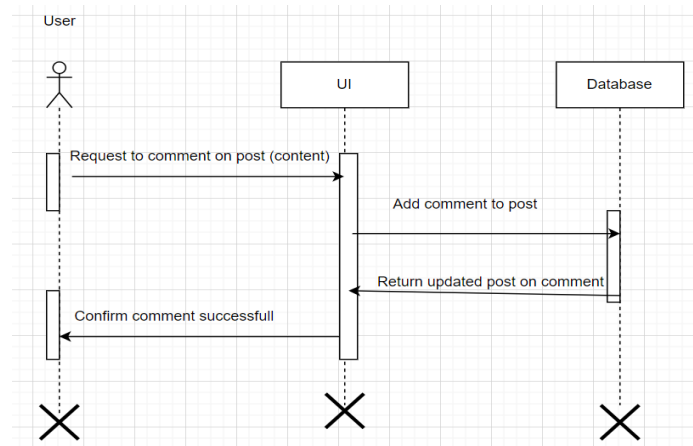 User
UI
Database
Request to comment on post (content)
Add comment to post
Return updated post on comment
Confirm comment successfull